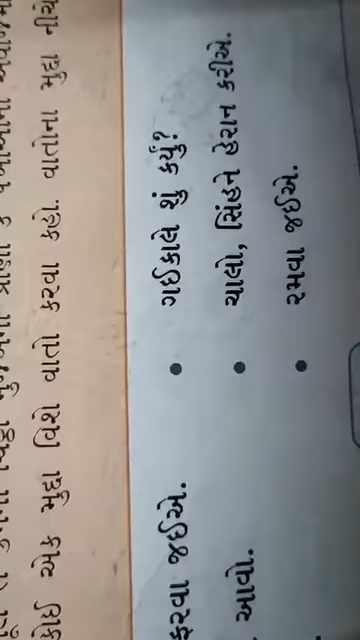 કોઈ એક મુદ્દા વિશે વાતો કરવા કહો. વાતોના મુદ્દા નીચે
ફરવા જઈએ.
• ગઈકાલે શું કર્યું?
આવો.
• ચાલો, સિંહને હેરાન કરીએ.
• રમવા જઈએ.